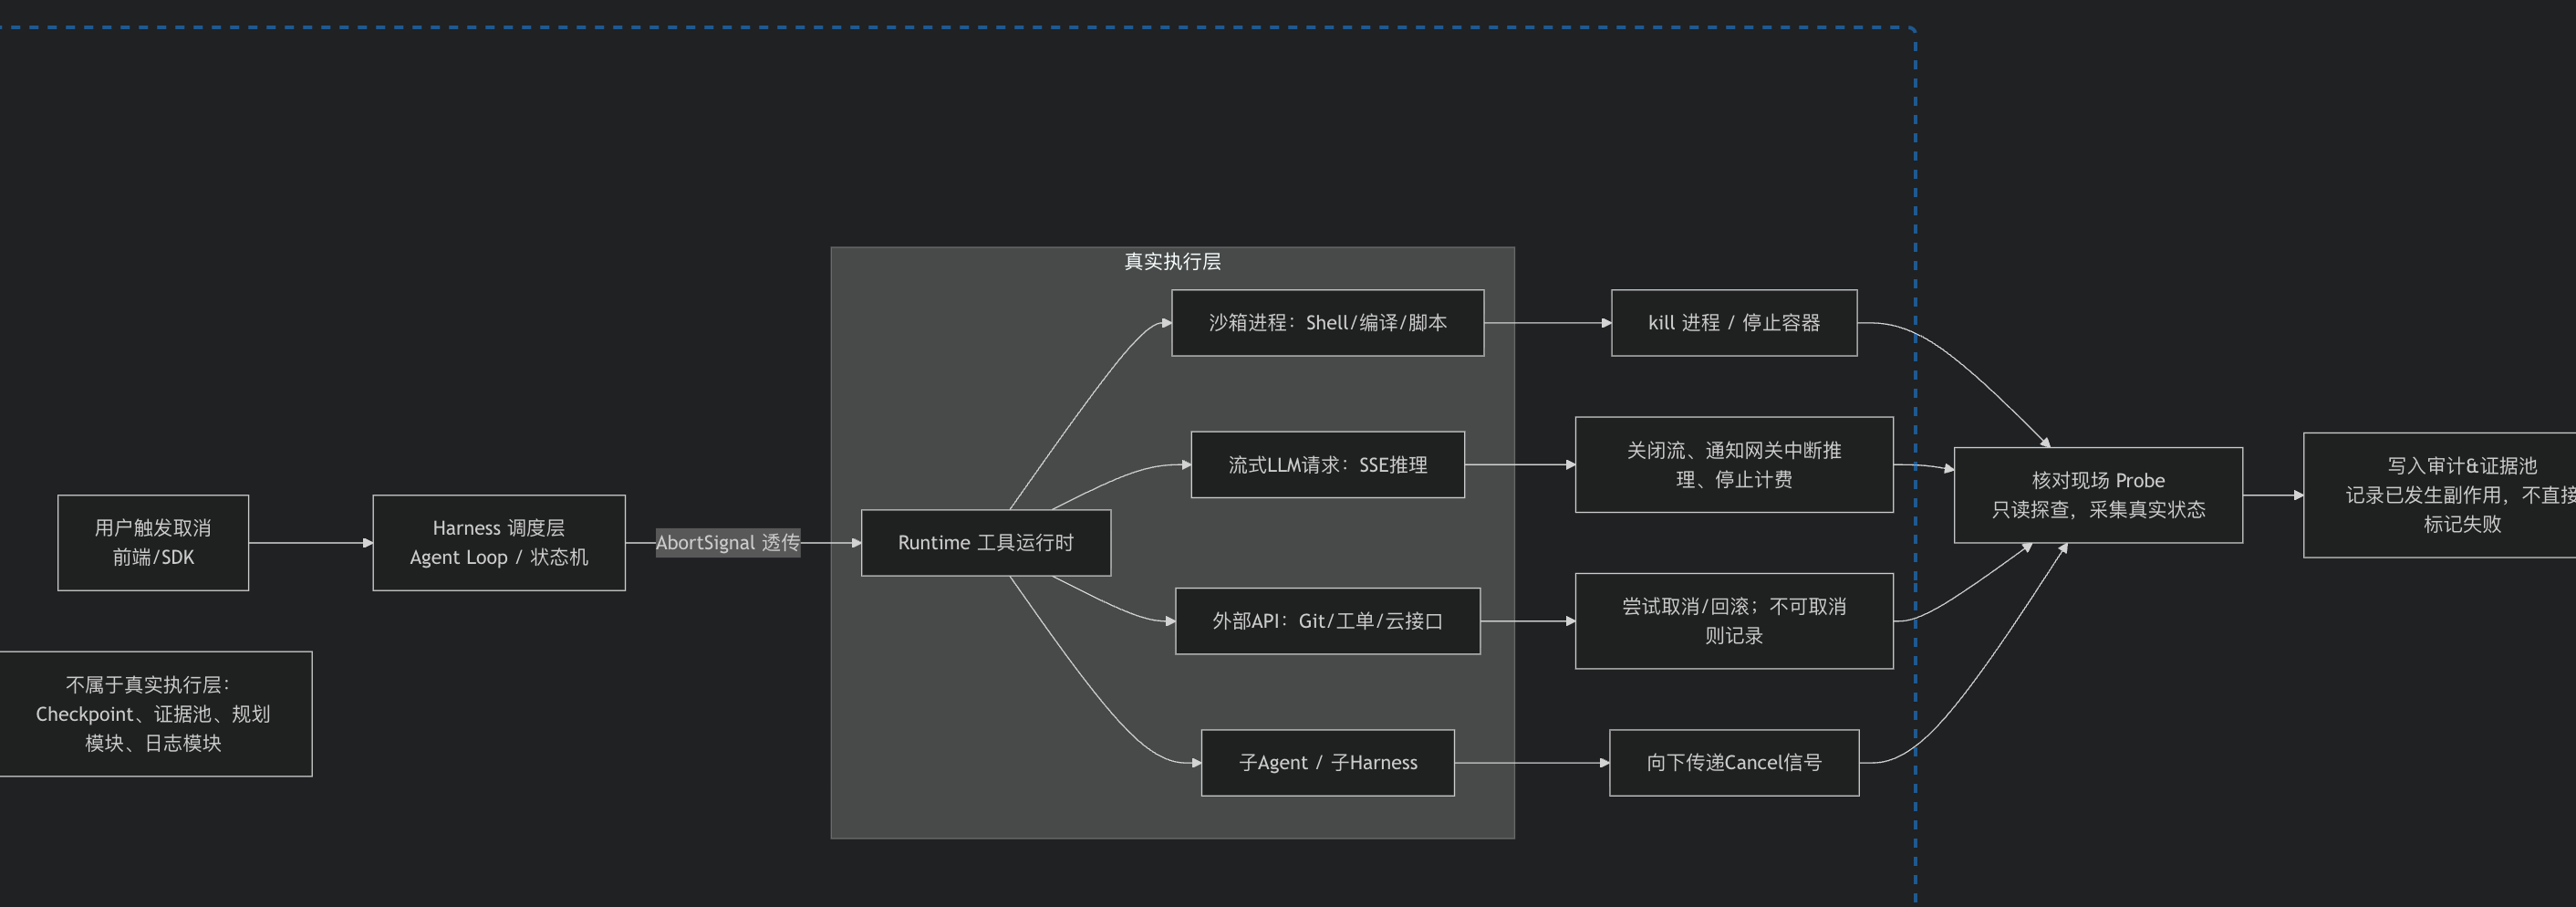 真实执行层
沙箱进程：Shell/编译/脚本
kill 进程 / 停止容器
流式LLM请求：SSE推理
关闭流、通知网关中断推
理、停止计费
用户触发取消
前端/SDK
Harness 调度层
Agent Loop / 状态机
AbortSignal 透传
Runtime 工具运行时
核对现场 Probe
只读探查，采集真实状态
写入审计&证据池
记录已发生副作用，不直接
标记失败
外部API：Git/工单/云接口
尝试取消/回滚；不可取消
则记录
不属于真实执行层：
Checkpoint、证据池、规划
模块、日志模块
子Agent / 子Harness
向下传递Cancel信号